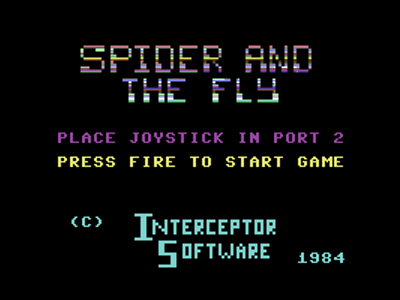 SPIDER AND
THE FLY
PLACE JOYSTICK IN PORT 2
PRESS FIRE TO START GAME
(C) INTERCEPTOR
SOFTWARE 1984